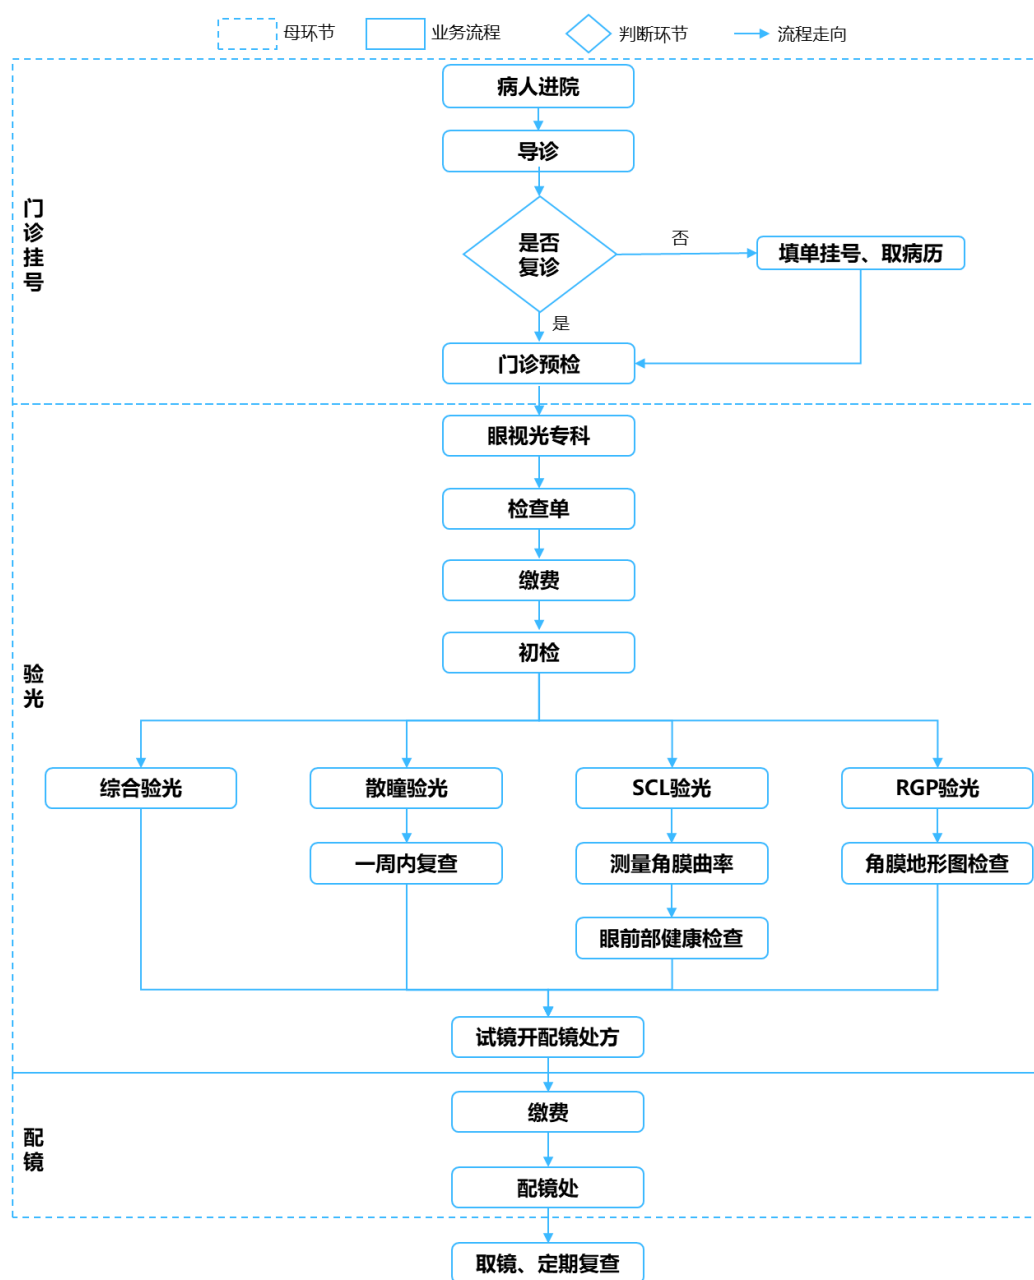 母环节
业务流程
判断环节
流程走向
门
诊
挂
号
病人进院
导诊
是否
复诊
否
填单挂号、取病历
是
门诊预检
验
光
眼视光专科
检查单
缴费
初检
综合验光
散瞳验光
SCL验光
RGP验光
一周内复查
测量角膜曲率
角膜地形图检查
眼前部健康检查
试镜开配镜处方
配
镜
缴费
配镜处
取镜、定期复查